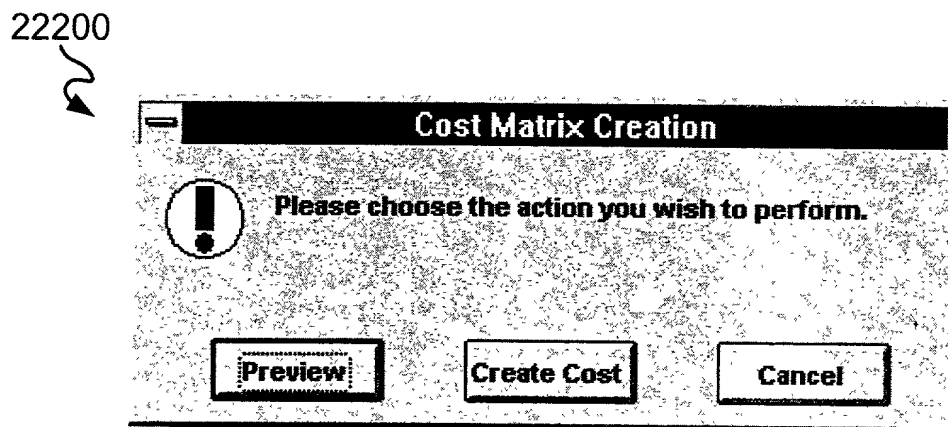 22200
Cost Matrix Creation
Please choose the action you wish to perform.
Preview Create Cost Cancel